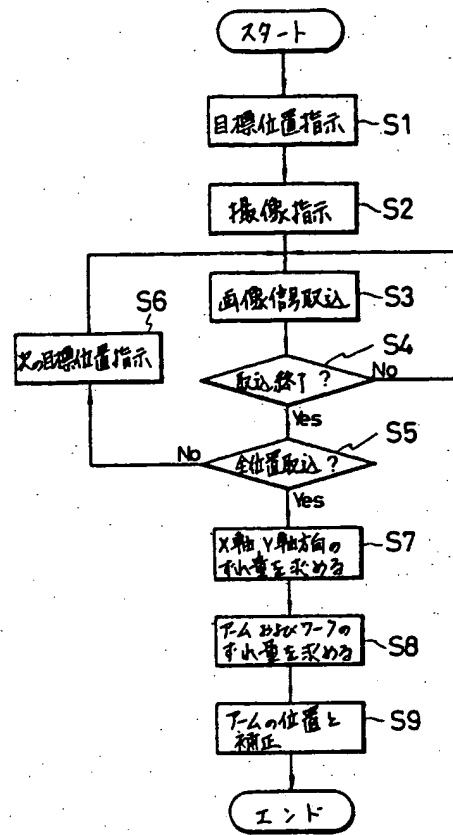 スタート
目標位置指示
S1
撮像指示
S2
画像信号取込
S3
S6
次の目標位置指示
S4
取込終了?
No
Yes
S5
全位置取込?
No
Yes
X軸、Y軸方向の
ずれ量を求める
S7
アームおよびワークの
ずれ量を求める
S8
アームの位置と
補正
S9
エンド